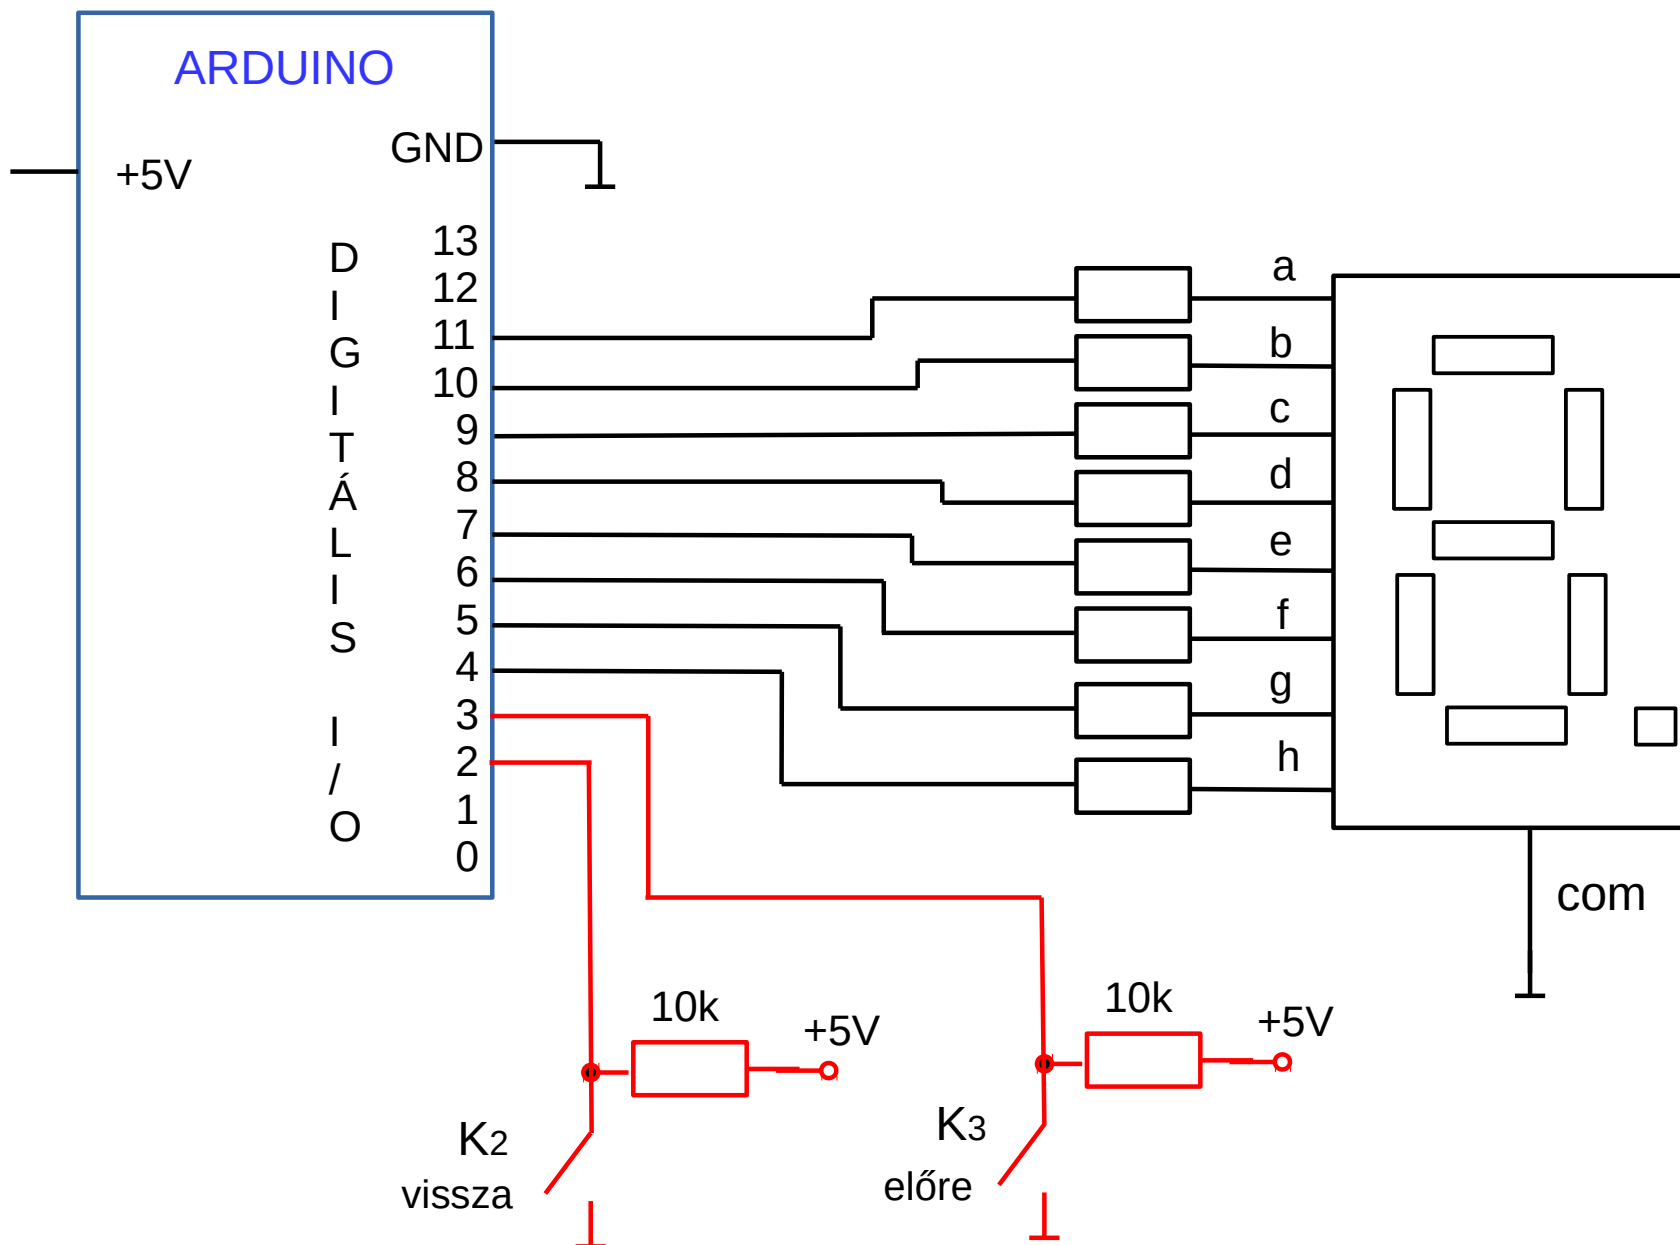 ARDUINO
GND
+5V
DIGITÁLIS I/O
13
12
11
10
9
8
7
6
5
4
3
2
1
0
a
b
c
d
e
f
g
h
com
10k
+5V
K2
vissza
10k
+5V
K3
előre